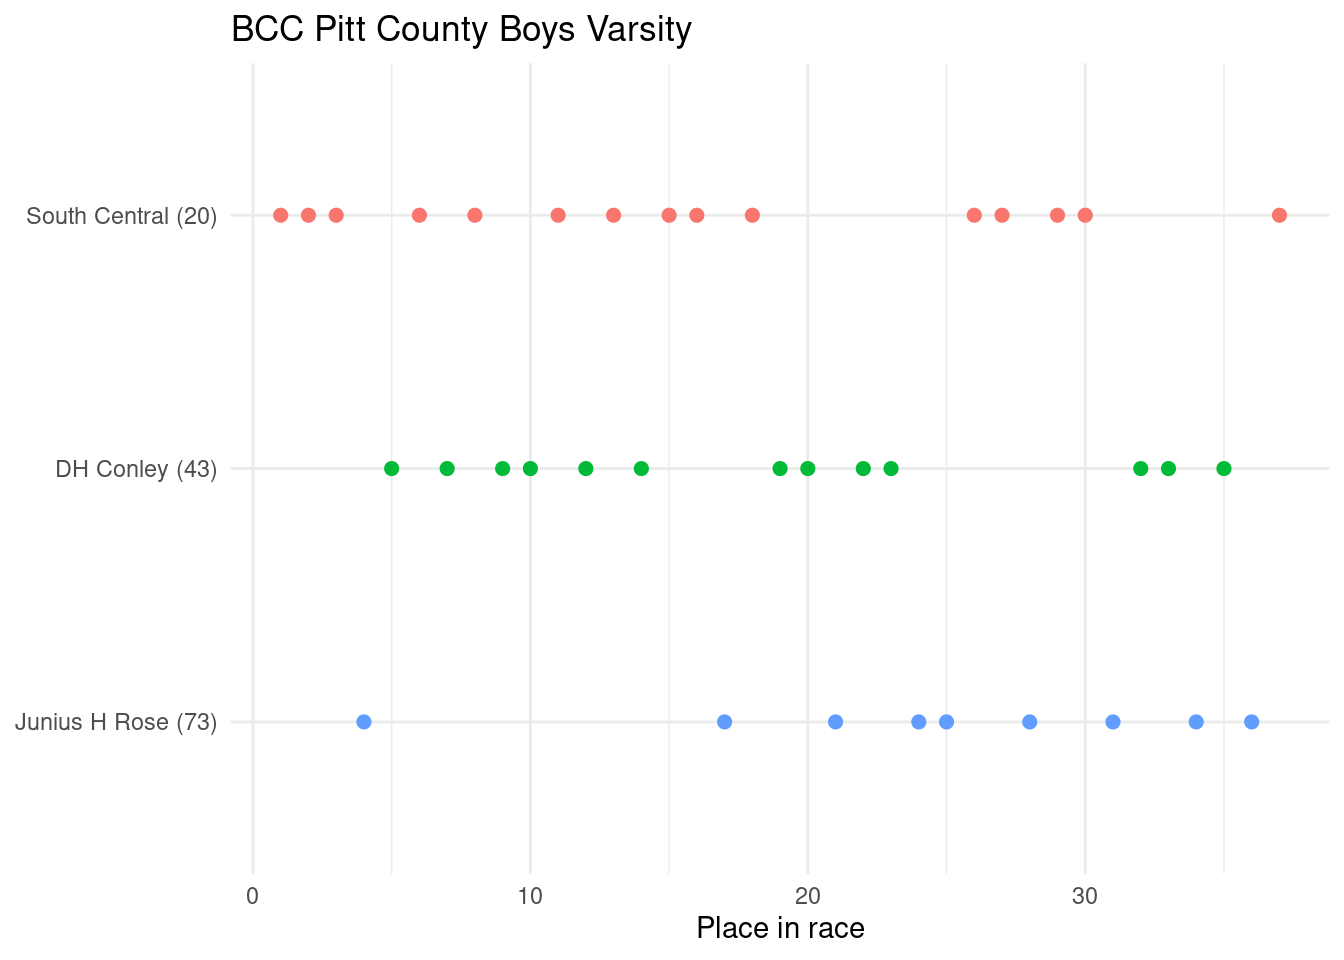 BCC Pitt County Boys Varsity
South Central (20)
DH Conley (43)
Junius H Rose (73)
0 10 20 30
Place in race